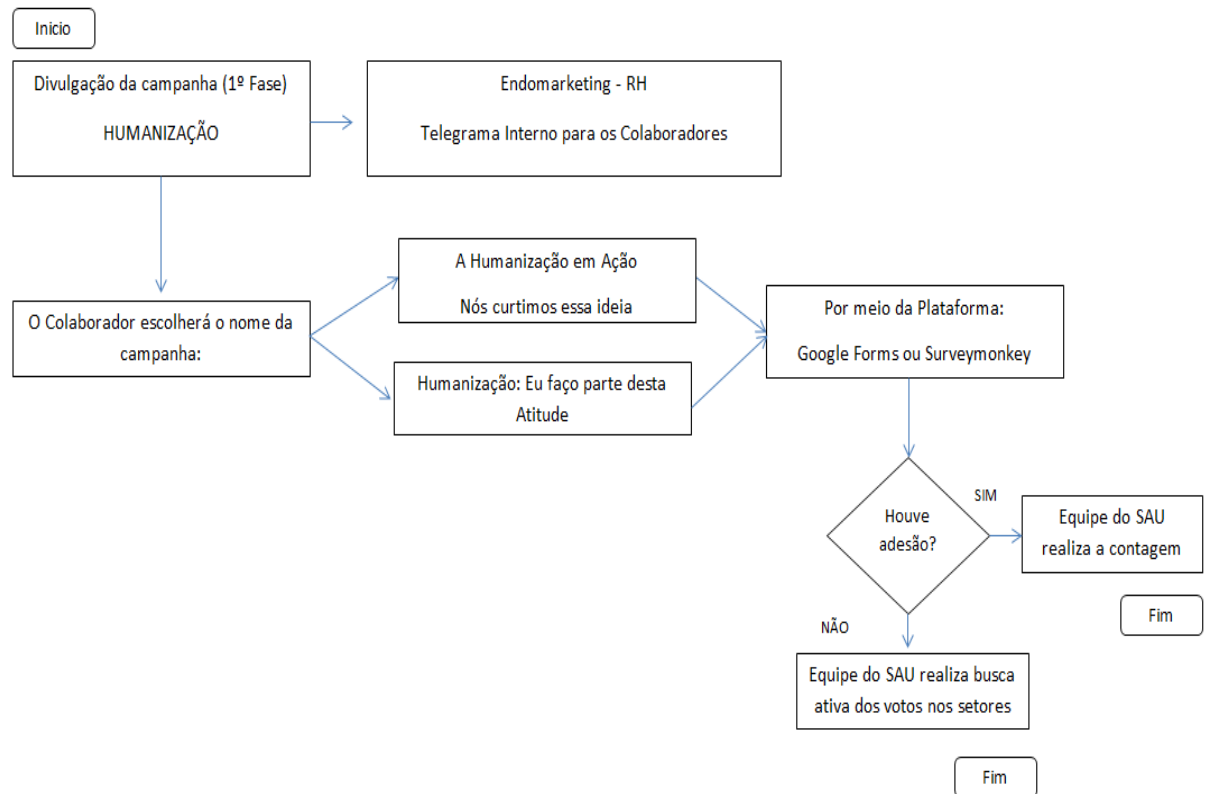 Inicio
Divulgação da campanha (1º Fase)
HUMANIZAÇÃO
Endomarketing - RH
Telegrama Interno para os Colaboradores
O Colaborador escolherá o nome da
campanha:
A Humanização em Ação
Nós curtimos essa ideia
Humanização: Eu faço parte desta
Atitude
Por meio da Plataforma:
Google Forms ou Surveymonkey
Houve
adesão?
SIM
Equipe do SAU
realiza a contagem
Fim
NÃO
Equipe do SAU realiza busca
ativa dos votos nos setores
Fim